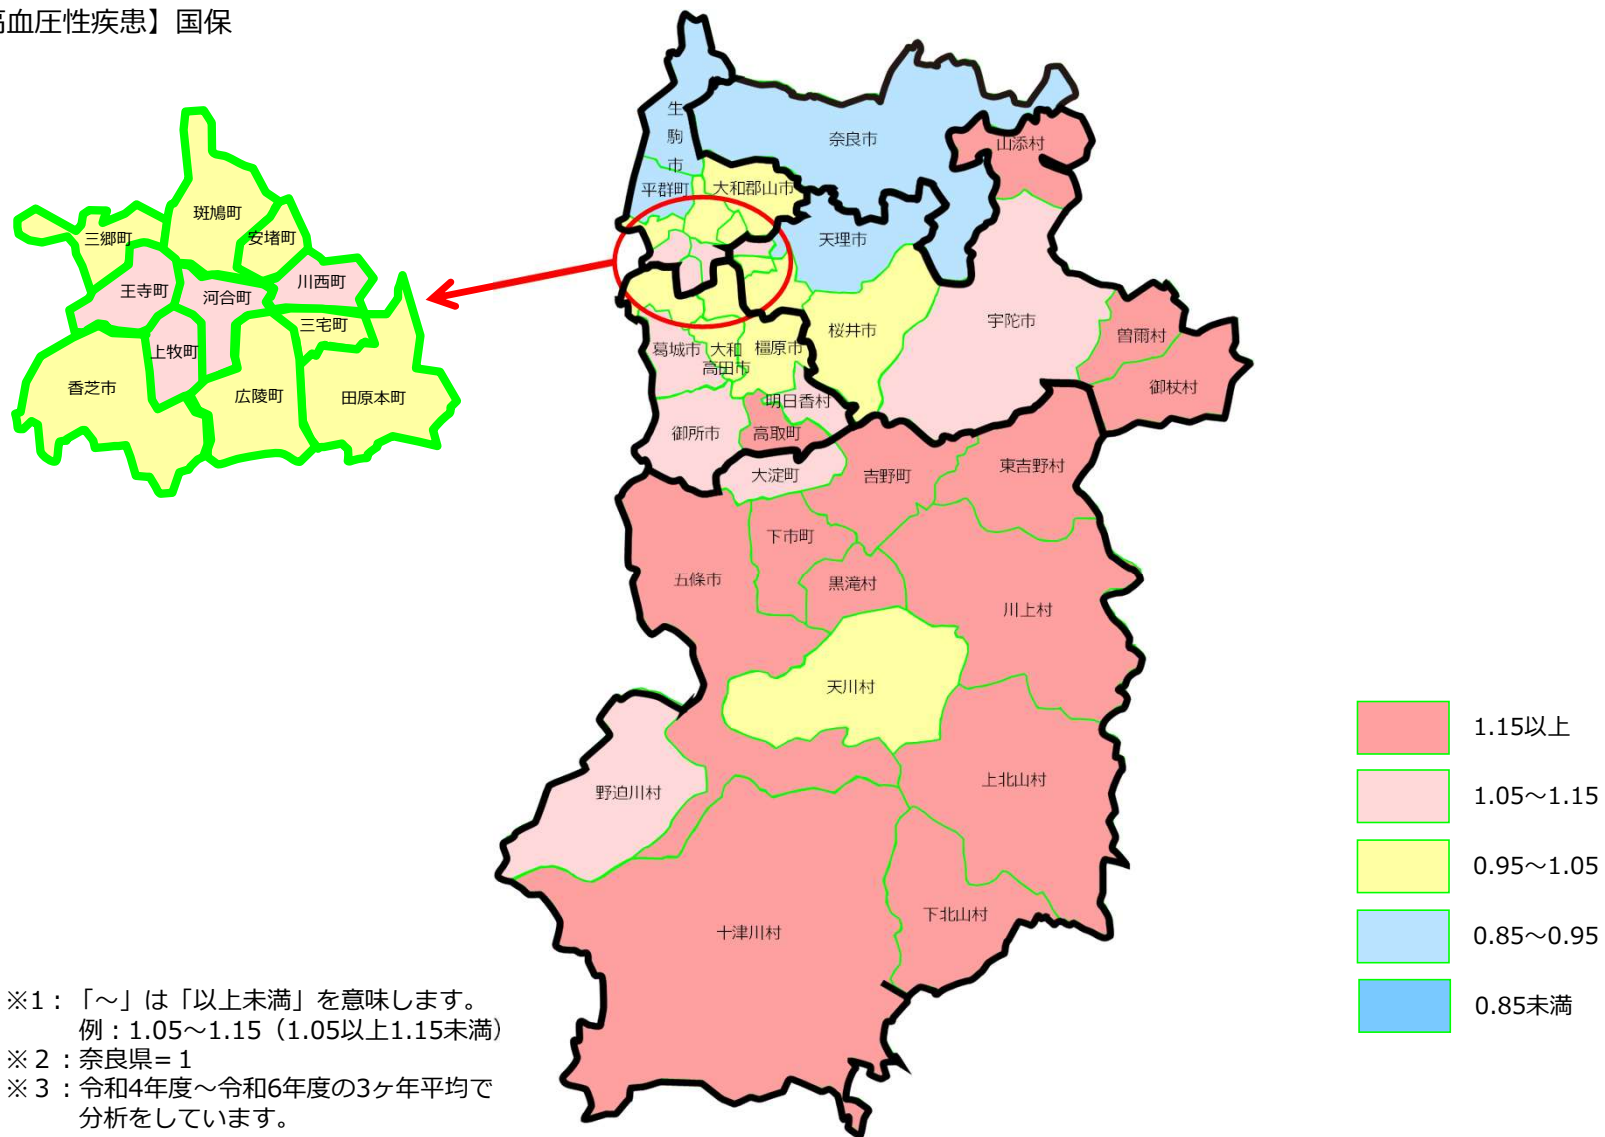 高血圧性疾患】国保
生駒市
奈良市
山添村
平群町
大和郡山市
天理市
斑鳩町
三郷町
安堵町
王寺町
河合町
川西町
三宅町
上牧町
香芝市
広陵町
田原本町
桜井市
宇陀市
曽爾村
御杖村
葛城市
大和
高田市
橿原市
明日香村
御所市
高取町
大淀町
吉野町
東吉野村
下市町
五條市
黒滝村
川上村
天川村
野迫川村
上北山村
下北山村
十津川村
1.15以上
1.05～1.15
0.95～1.05
0.85～0.95
0.85未満
※1：「～」は「以上未満」を意味します。
例：1.05～1.15（1.05以上1.15未満）
※２：奈良県=１
※３：令和4年度～令和6年度の3ヶ年平均で
分析をしています。